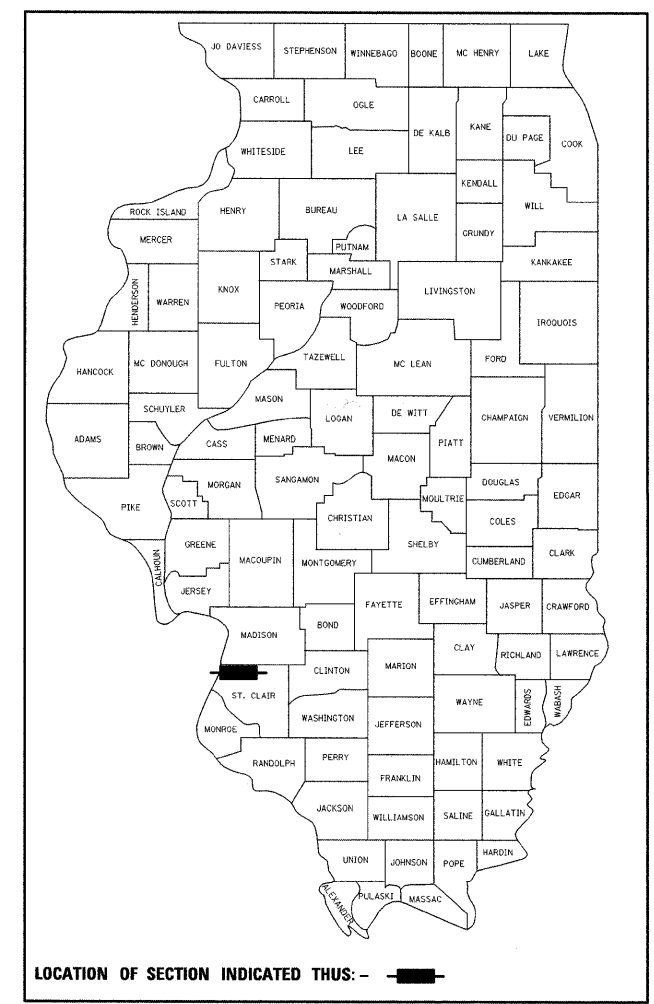 JO DAVIESS
STEPHENSON
WINNEBAGO
BOONE
MC HENRY
LAKE
CARROLL
OGLE
DE KALB
KANE
DU PAGE
COOK
WHITESIDE
LEE
KENDALL
WILL
ROCK ISLAND
HENRY
BUREAU
LA SALLE
GRUNDY
MERCER
PUTNAM
STARK
MARSHALL
KANKAKEE
HENDERSON
WARREN
KNOX
PEORIA
WOODFORD
LIVINGSTON
IROQUOIS
HANCOCK
MC DONOUGH
FULTON
TAZEWELL
MC LEAN
FORD
MASON
SCHUYLER
LOGAN
DE WITT
CHAMPAIGN
VERMILION
ADAMS
BROWN
CASS
MENARD
MACON
PIATT
PIKE
SCOTT
MORGAN
SANGAMON
DOUGLAS
EDGAR
MOULTRIE
CHRISTIAN
COLES
CALHOUN
GREENE
MACOUPIN
MONTGOMERY
SHELBY
CUMBERLAND
CLARK
JERSEY
FAYETTE
EFFINGHAM
JASPER
CRAWFORD
MADISON
BOND
CLAY
RICHLAND
LAWRENCE
CLINTON
MARION
ST. CLAIR
WAYNE
EDWARDS
WABASH
WASHINGTON
JEFFERSON
MONROE
RANDOLPH
PERRY
HAMILTON
WHITE
FRANKLIN
JACKSON
WILLIAMSON
SALINE
GALLATIN
UNION
JOHNSON
POPE
HARDIN
ALEXANDER
PULASKI
MASSAC
LOCATION OF SECTION INDICATED THUS: -